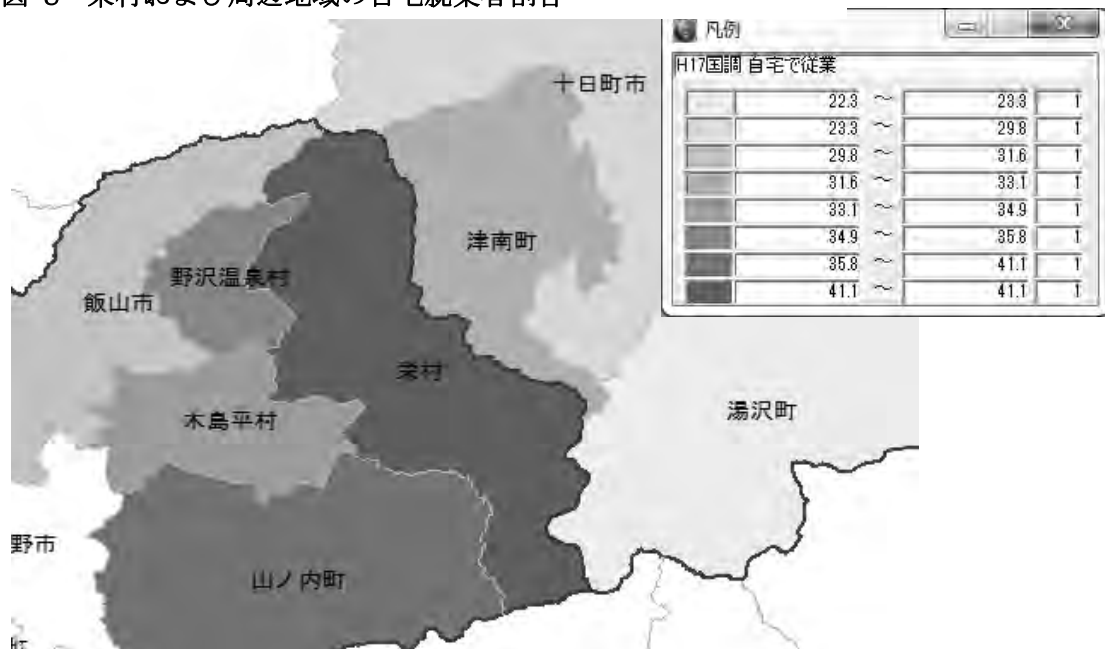 凡例
H17国調 自宅で従業
22.3 ～ 23.3 1
23.3 ～ 29.8 1
29.8 ～ 31.6 1
31.6 ～ 33.1 1
33.1 ～ 34.9 1
34.9 ～ 35.8 1
35.8 ～ 41.1 1
41.1 ～ 41.1 1
十日町市
津南町
野沢温泉村
飯山市
栄村
木島平村
湯沢町
野市
山ノ内町
町